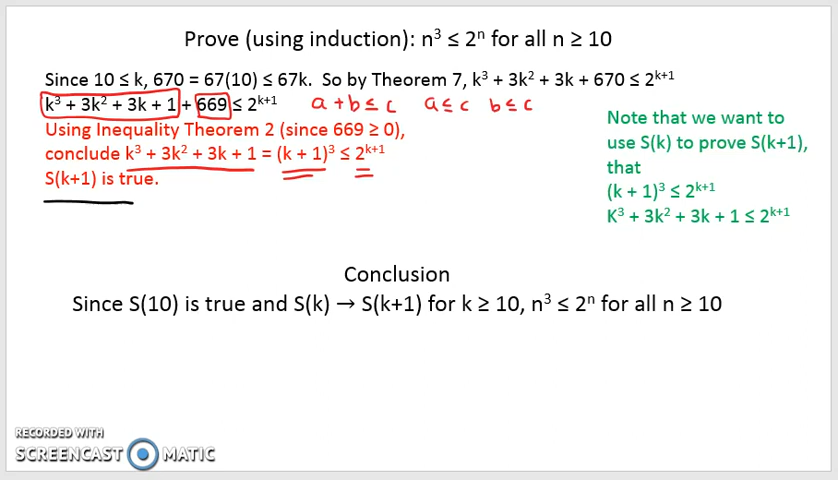 Prove (using induction): n³ ≤ 2ⁿ for all n ≥ 10
Since 10 ≤ k, 670 = 67(10) ≤ 67k. So by Theorem 7, k³ + 3k² + 3k + 670 ≤ 2ᵏ⁺¹
k³ + 3k² + 3k + 1 + 669 ≤ 2ᵏ⁺¹ a + b ≤ c a ≤ c b ≤ c
Using Inequality Theorem 2 (since 669 ≥ 0),
conclude k³ + 3k² + 3k + 1 = (k + 1)³ ≤ 2ᵏ⁺¹
S(k+1) is true.
Note that we want to
use S(k) to prove S(k+1),
that
(k + 1)³ ≤ 2ᵏ⁺¹
K³ + 3k² + 3k + 1 ≤ 2ᵏ⁺¹
Conclusion
Since S(10) is true and S(k) → S(k+1) for k ≥ 10, n³ ≤ 2ⁿ for all n ≥ 10
RECORDED WITH
SCREENCAST MATIC